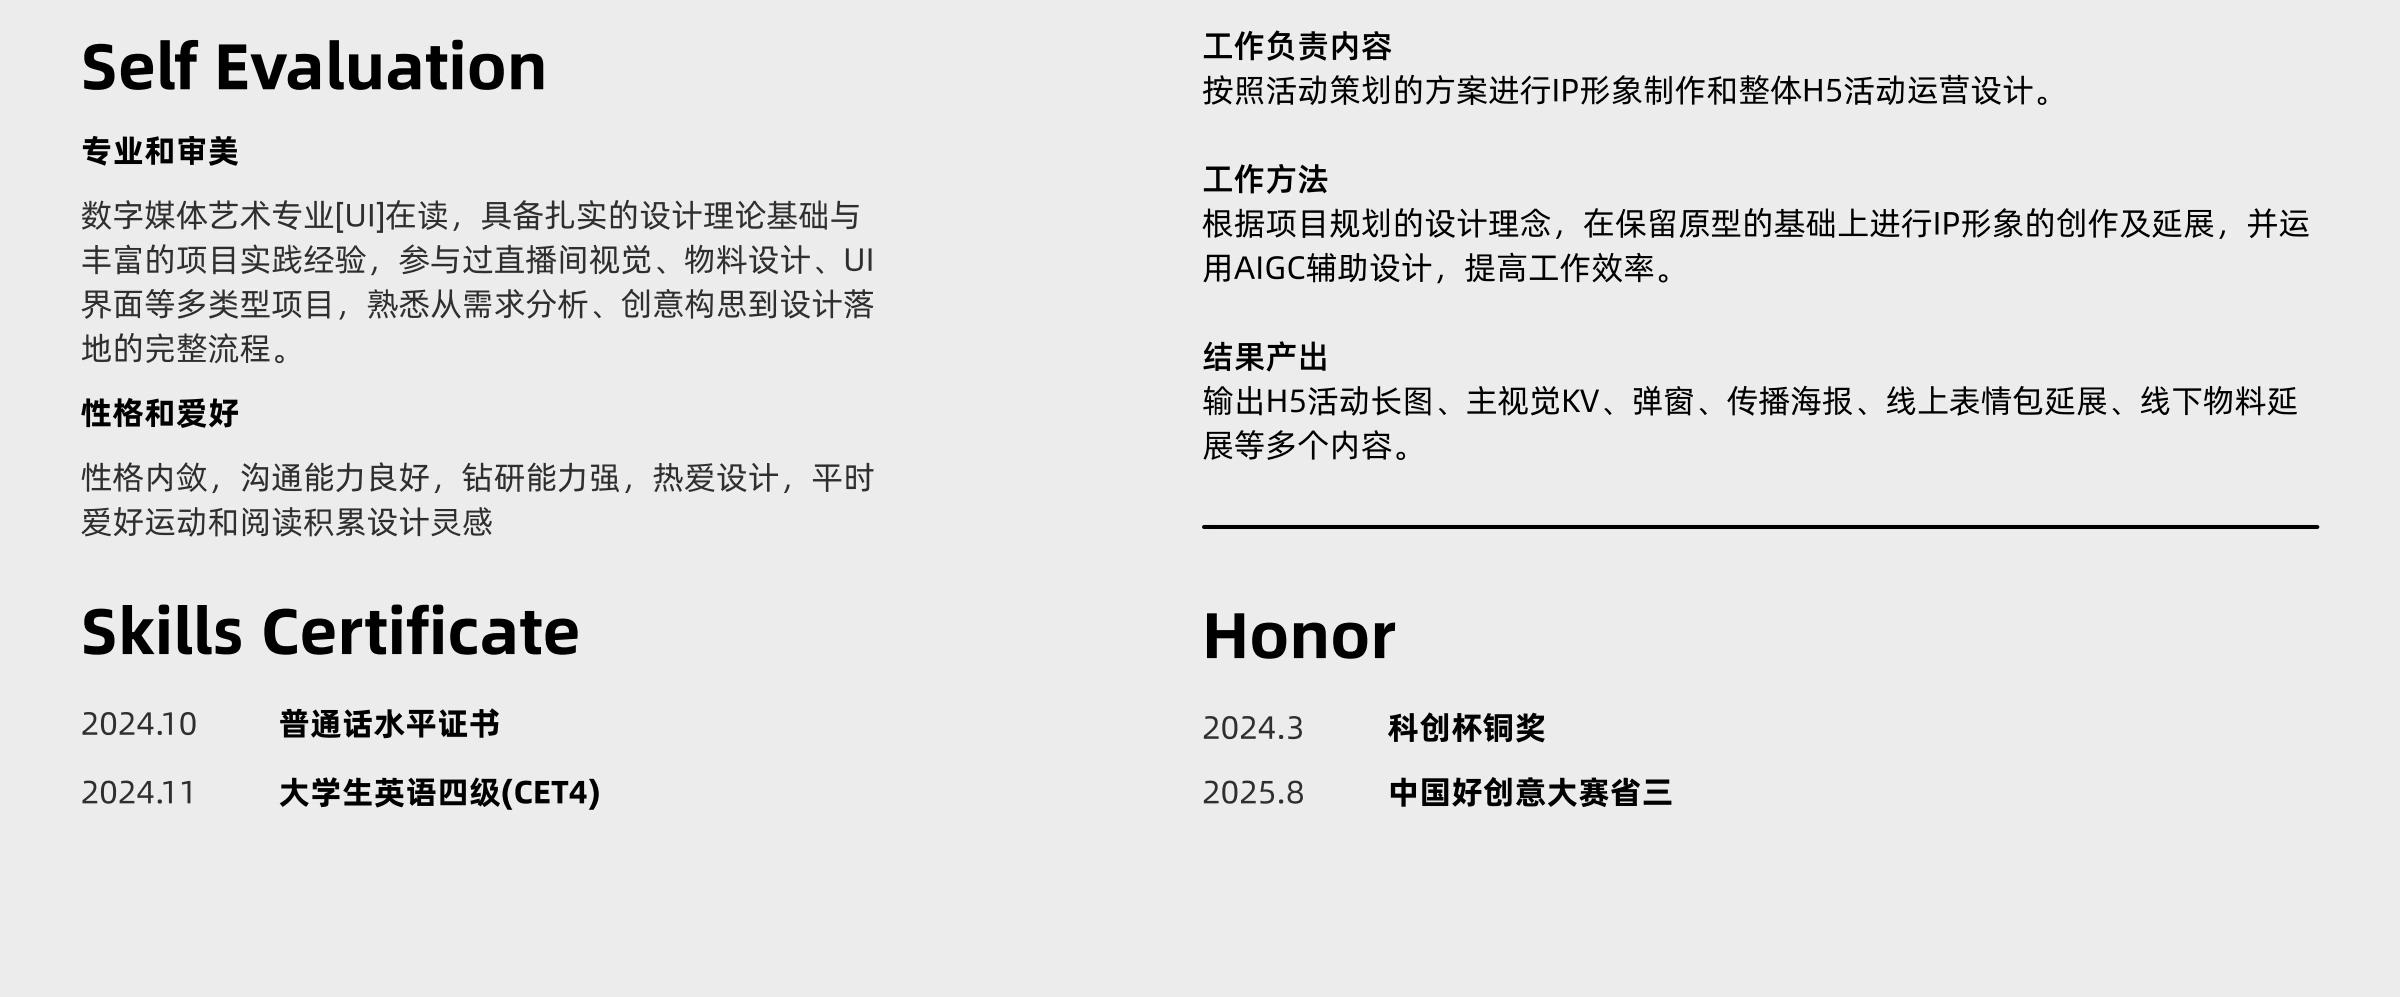 Self Evaluation
专业和审美
数字媒体艺术专业[UI]在读，具备扎实的设计理论基础与
丰富的项目实践经验，参与过直播间视觉、物料设计、UI
界面等多类型项目，熟悉从需求分析、创意构思到设计落
地的完整流程。
性格和爱好
性格内敛，沟通能力良好，钻研能力强，热爱设计，平时
爱好运动和阅读积累设计灵感
Skills Certificate
2024.10 普通话水平证书
2024.11 大学生英语四级(CET4)
工作负责内容
按照活动策划的方案进行IP形象制作和整体H5活动运营设计。
工作方法
根据项目规划的设计理念，在保留原型的基础上进行IP形象的创作及延展，并运
用AIGC辅助设计，提高工作效率。
结果产出
输出H5活动长图、主视觉KV、弹窗、传播海报、线上表情包延展、线下物料延
展等多个内容。
Honor
2024.3 科创杯铜奖
2025.8 中国好创意大赛省三